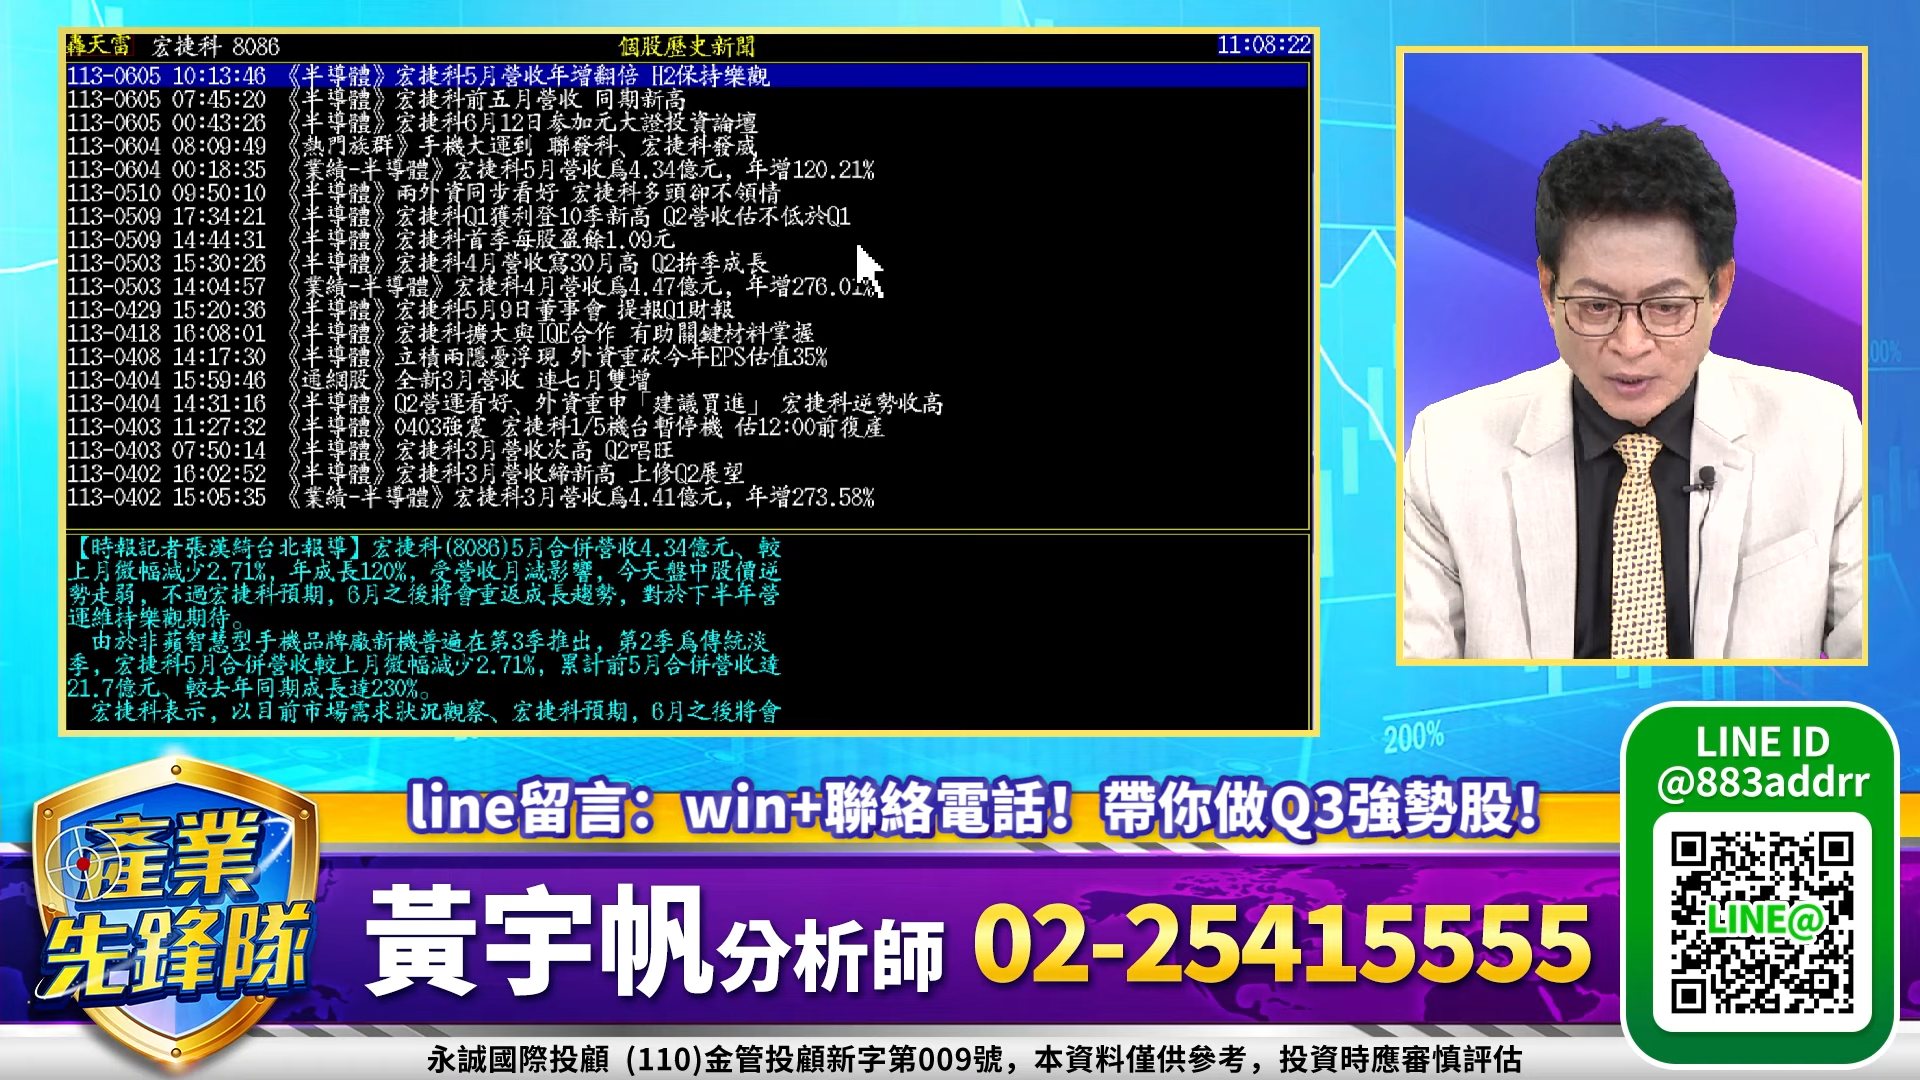 轟天雷 宏捷科 8086 個股歷史新聞 11:08:22
113-0605 10:13:46 《半導體》宏捷科5月營收年增翻倍 H2保持樂觀
113-0605 07:45:20 《半導體》宏捷科前五月營收 同期新高
113-0605 00:43:26 《半導體》宏捷科6月12日參加元大證投資論壇
113-0604 08:09:49 《熱門族群》手機大運到 聯發科、宏捷科發威
113-0604 00:18:35 《業績-半導體》宏捷科5月營收為4.34億元，年增120.21%
113-0510 09:50:10 《半導體》兩外資同步看好 宏捷科多頭卻不領情
113-0509 17:34:21 《半導體》宏捷科Q1獲利登10季新高 Q2營收估不低於Q1
113-0509 14:44:31 《半導體》宏捷科首季每股盈餘1.09元
113-0503 15:30:26 《半導體》宏捷科4月營收寫30月高 Q2拚季成長
113-0503 14:04:57 《業績-半導體》宏捷科4月營收為4.47億元，年增276.01%
113-0429 15:20:36 《半導體》宏捷科5月9日董事會 提報Q1財報
113-0418 16:08:01 《半導體》宏捷科擴大與IQE合作 有助關鍵材料掌握
113-0408 14:17:30 《半導體》立積兩隱憂浮現 外資重砍今年EPS估值35%
113-0404 15:59:46 《通網股》全新3月營收 連七月雙增
113-0404 14:31:16 《半導體》Q2營運看好、外資重申「建議買進」 宏捷科逆勢收高
113-0403 11:27:32 《半導體》0403強震 宏捷科1/5機台暫停機 估12:00前復產
113-0403 07:50:14 《半導體》宏捷科3月營收次高 Q2唱旺
113-0402 16:02:52 《半導體》宏捷科3月營收締新高 上修Q2展望
113-0402 15:05:35 《業績-半導體》宏捷科3月營收為4.41億元，年增273.58%
【時報記者張漢綺台北報導】宏捷科(8086)5月合併營收4.34億元、較
上月微幅減少2.71%，年成長120%，受營收月減影響，今天盤中股價逆
勢走弱，不過宏捷科預期，6月之後將會重返成長趨勢，對於下半年營
運維持樂觀期待。
由於非蘋智慧型手機品牌廠新機普遍在第3季推出，第2季為傳統淡
季，宏捷科5月合併營收較上月微幅減少2.71%，累計前5月合併營收達
21.7億元、較去年同期成長達230%。
宏捷科表示，以目前市場需求狀況觀察、宏捷科預期，6月之後將會
200%
00%
LINE ID
@883addrr
LINE@
line留言：win+聯絡電話！帶你做Q3強勢股！
產業
先鋒隊
黃宇帆分析師 02-25415555
永誠國際投顧 (110)金管投顧新字第009號，本資料僅供參考，投資時應審慎評估